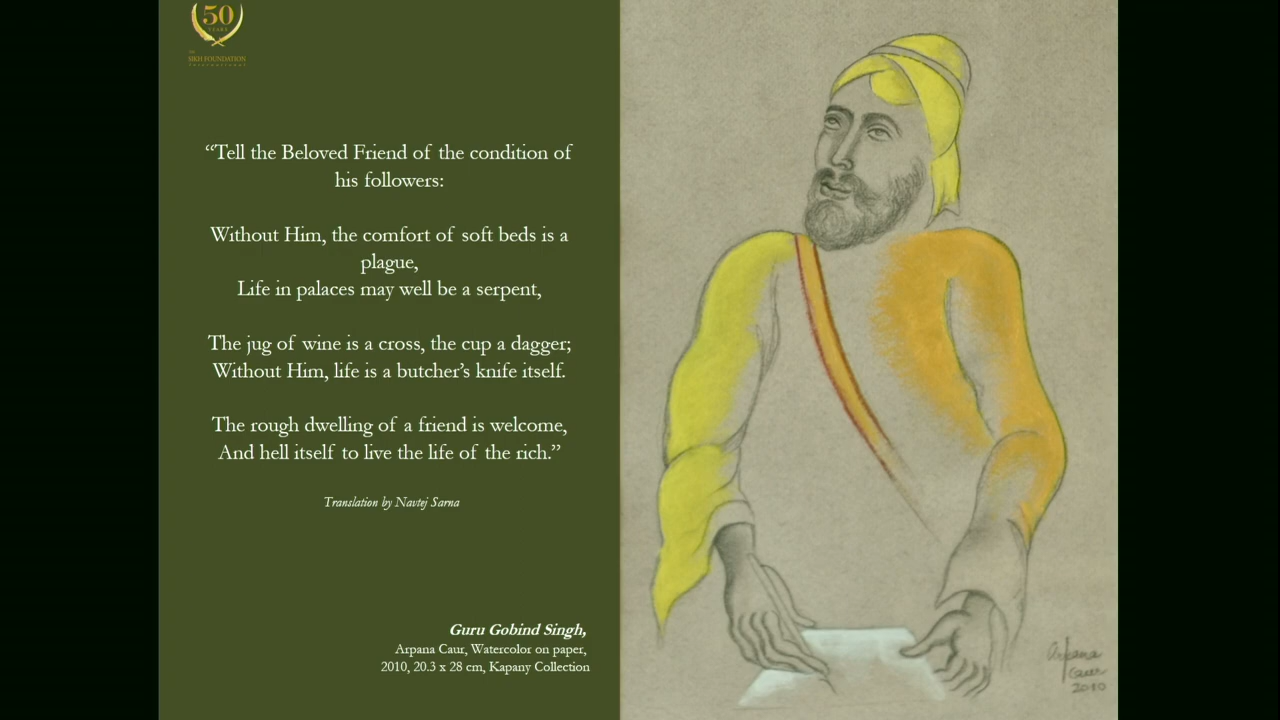 50
YEARS
THE
SIKH FOUNDATION
International
“Tell the Beloved Friend of the condition of
his followers:
Without Him, the comfort of soft beds is a
plague,
Life in palaces may well be a serpent,
The jug of wine is a cross, the cup a dagger;
Without Him, life is a butcher’s knife itself.
The rough dwelling of a friend is welcome,
And hell itself to live the life of the rich.”
Translation by Navtej Sarna
Guru Gobind Singh,
Arpana Caur, Watercolor on paper,
2010, 20.3 x 28 cm, Kapany Collection
Arpana
Caur
2010